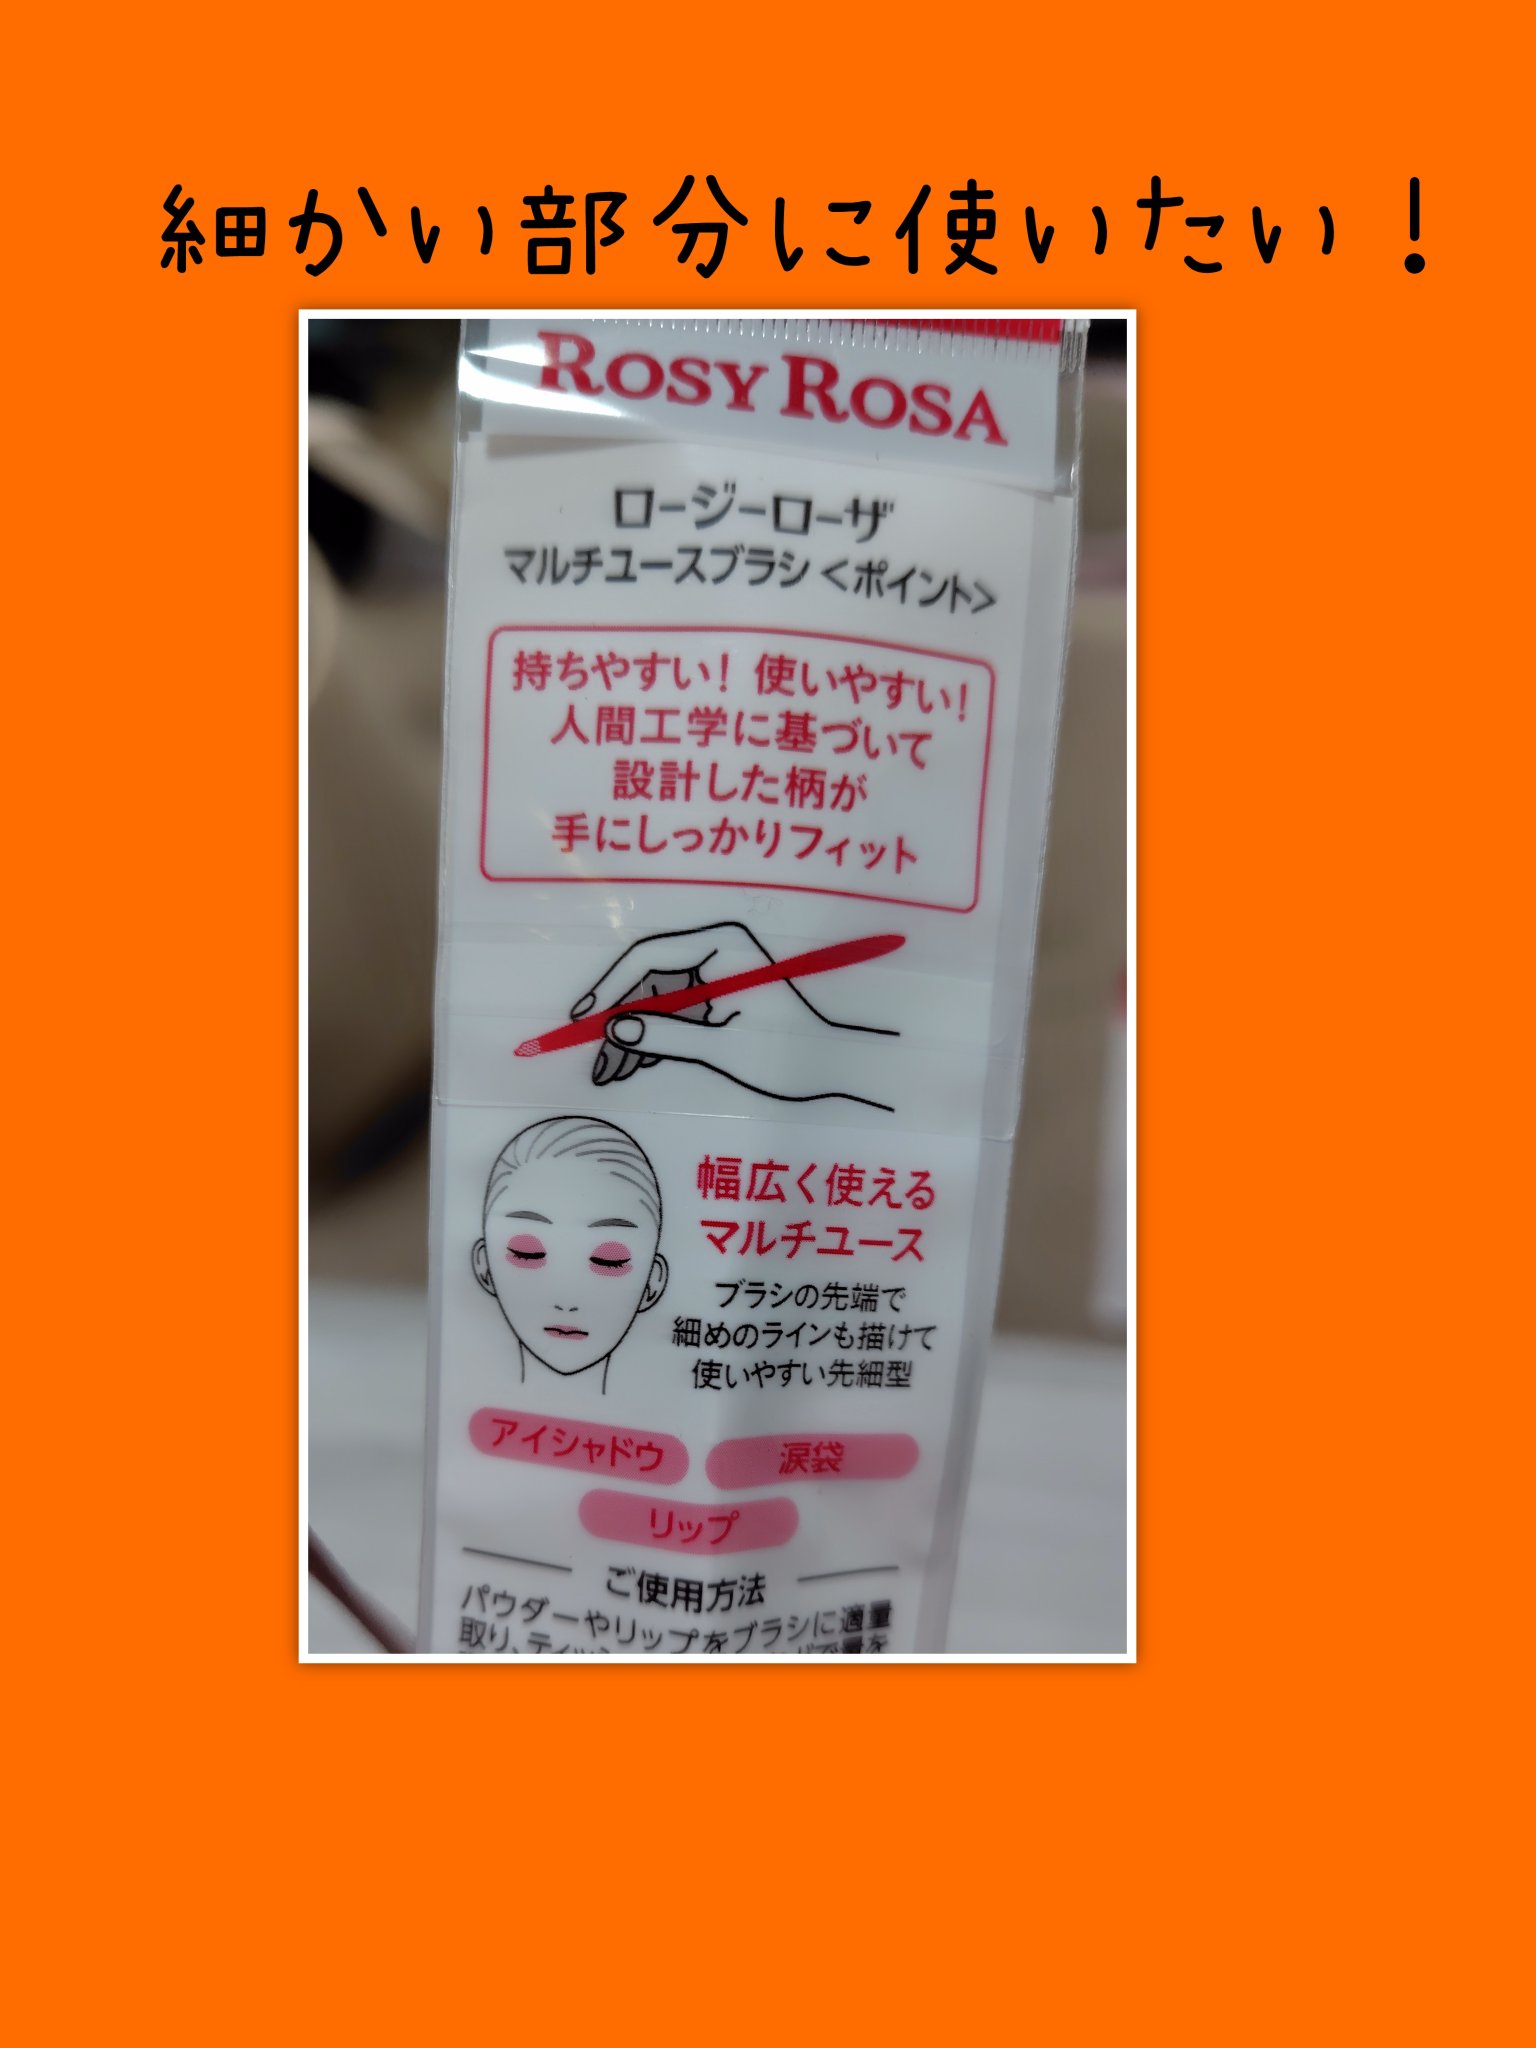 細かい部分に使いたい！
ROSY ROSA
ロージーローザ
マルチユースブラシ＜ポイント＞
持ちやすい！ 使いやすい！
人間工学に基づいて
設計した柄が
手にしっかりフィット
幅広く使える
マルチユース
ブラシの先端で
細めのラインも描けて
使いやすい先細型
アイシャドウ
涙袋
リップ
ご使用方法
パウダーやリップをブラシに適量
取り、